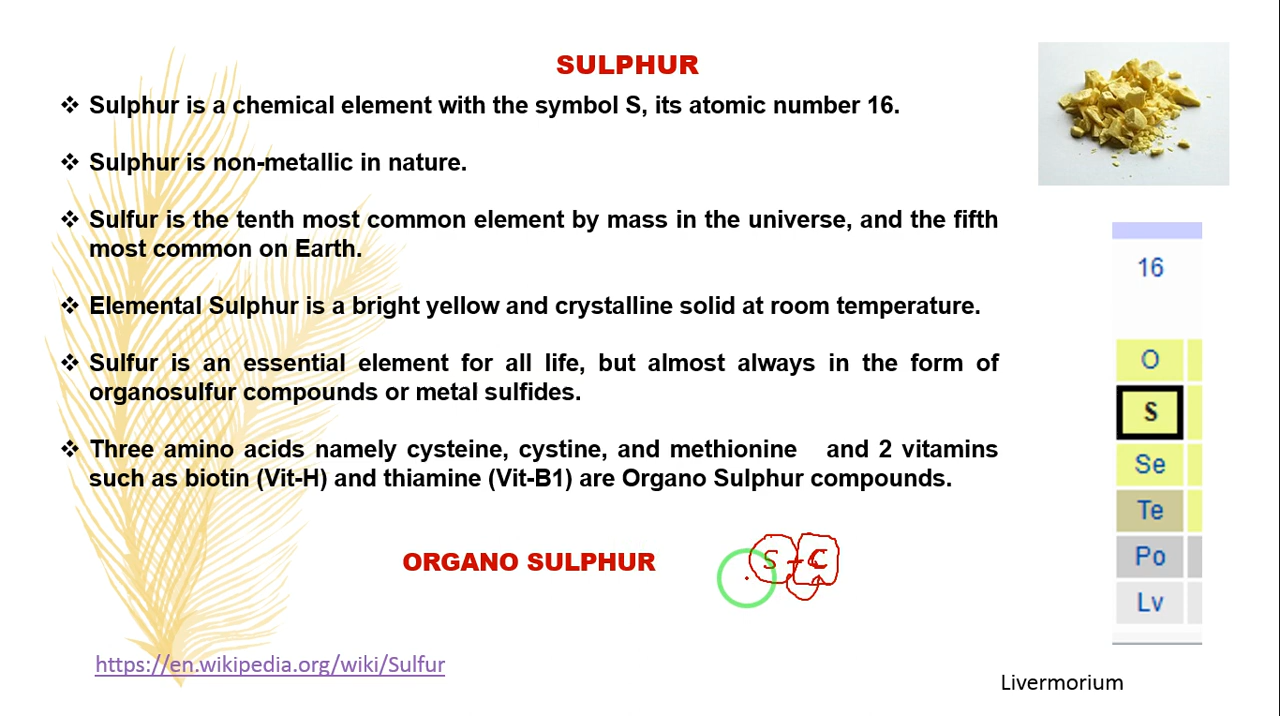 SULPHUR
❖ Sulphur is a chemical element with the symbol S, its atomic number 16.
❖ Sulphur is non-metallic in nature.
❖ Sulfur is the tenth most common element by mass in the universe, and the fifth
most common on Earth.
❖ Elemental Sulphur is a bright yellow and crystalline solid at room temperature.
❖ Sulfur is an essential element for all life, but almost always in the form of
organosulfur compounds or metal sulfides.
❖ Three amino acids namely cysteine, cystine, and methionine and 2 vitamins
such as biotin (Vit-H) and thiamine (Vit-B1) are Organo Sulphur compounds.
ORGANO SULPHUR S-C
https://en.wikipedia.org/wiki/Sulfur
16
O
S
Se
Te
Po
Lv
Livermorium